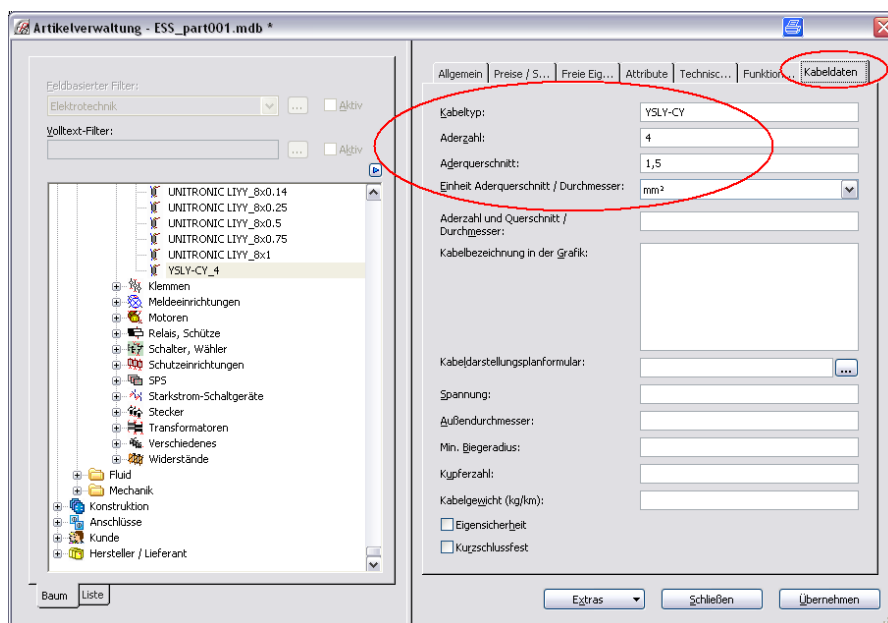 Artikelverwaltung - ESS_part001.mdb *
Feldbasierter Filter:
Elektrotechnik
...
Aktiv
Volltext-Filter:
...
Aktiv
UNITRONIC LIYY_8x0.14
UNITRONIC LIYY_8x0.25
UNITRONIC LIYY_8x0.5
UNITRONIC LIYY_8x0.75
UNITRONIC LIYY_8x1
YSLY-CY_4
Klemmen
Meldeeinrichtungen
Motoren
Relais, Schütze
Schalter, Wähler
Schutzeinrichtungen
SPS
Starkstrom-Schaltgeräte
Stecker
Transformatoren
Verschiedenes
Widerstände
Fluid
Mechanik
Konstruktion
Anschlüsse
Kunde
Hersteller / Lieferant
Baum
Liste
Allgemein
Preise / S...
Freie Eig...
Attribute
Technisc...
Funktion...
Kabeldaten
Kabeltyp:
YSLY-CY
Aderzahl:
4
Aderquerschnitt:
1,5
Einheit Aderquerschnitt / Durchmesser:
mm²
Aderzahl und Querschnitt /
Durchmesser:
Kabelbezeichnung in der Grafik:
Kabeldarstellungsplanformular:
...
Spannung:
Außendurchmesser:
Min. Biegeradius:
Kupferzahl:
Kabelgewicht (kg/km):
Eigensicherheit
Kurzschlussfest
Extras
Schließen
Übernehmen